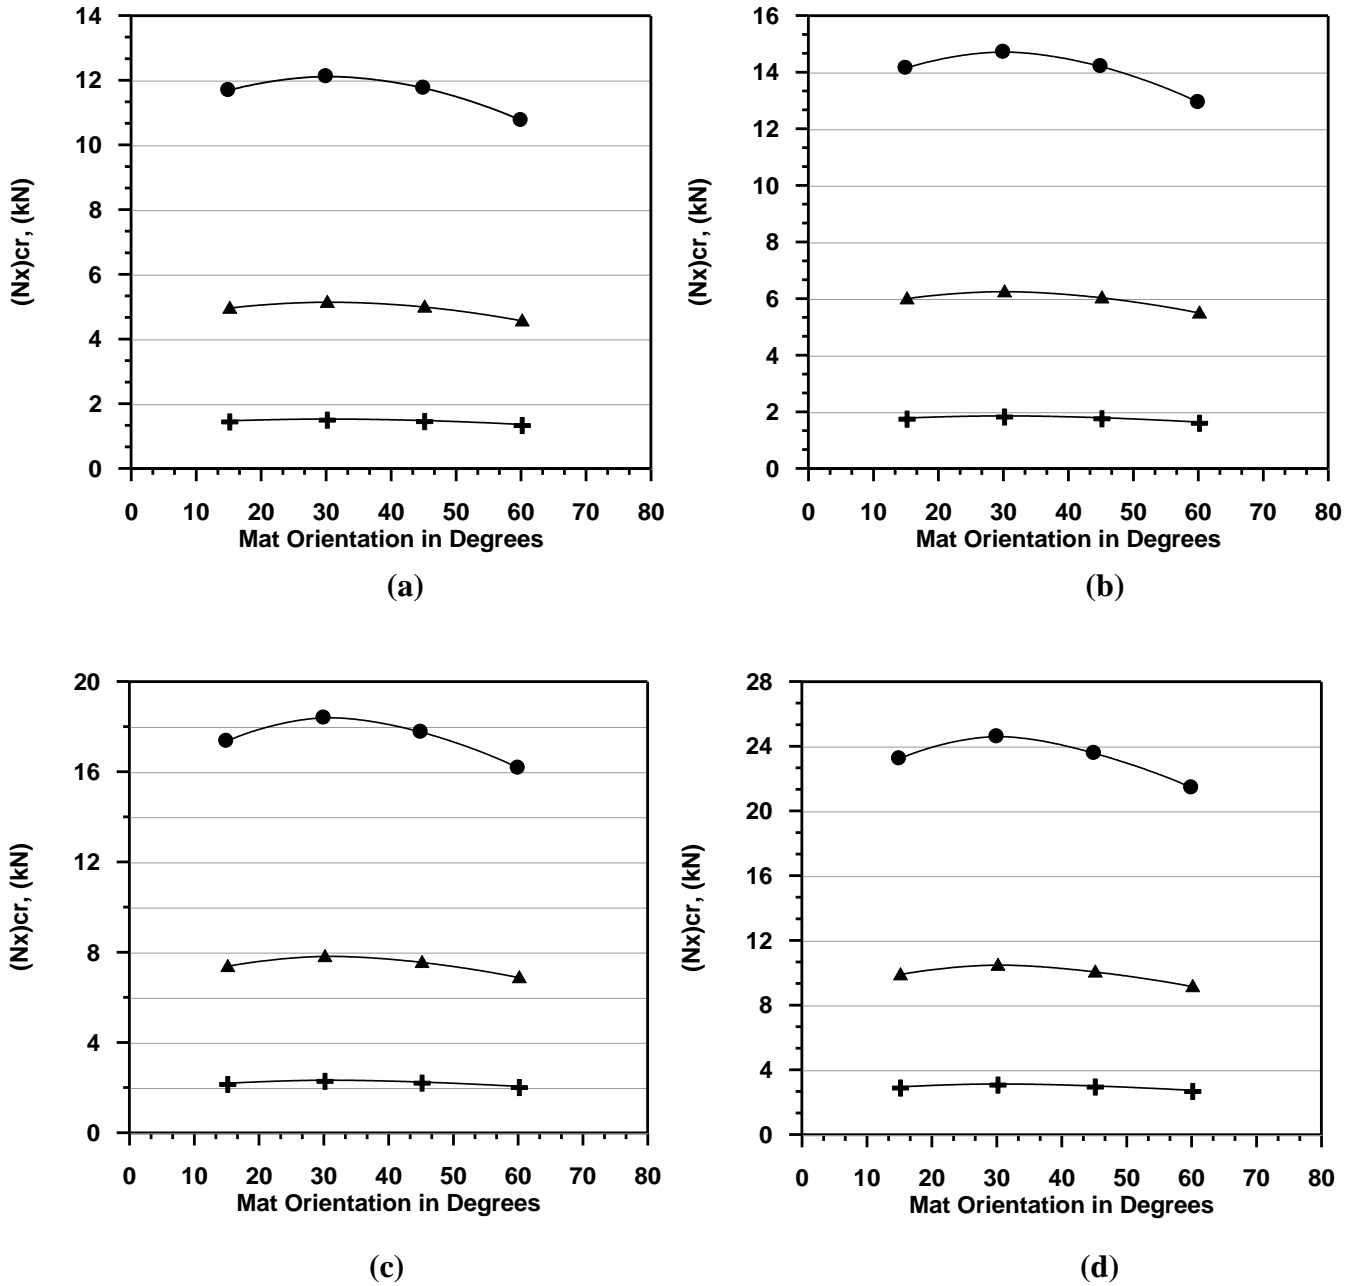 14
12
10
8
6
4
2
0
(Nx)cr, (kN)
0 10 20 30 40 50 60 70 80
Mat Orientation in Degrees
(a)
16
14
12
10
8
6
4
2
0
(Nx)cr, (kN)
0 10 20 30 40 50 60 70 80
Mat Orientation in Degrees
(b)
20
16
12
8
4
0
(Nx)cr, (kN)
0 10 20 30 40 50 60 70 80
Mat Orientation in Degrees
(c)
28
24
20
16
12
8
4
0
(Nx)cr, (kN)
0 10 20 30 40 50 60 70 80
Mat Orientation in Degrees
(d)